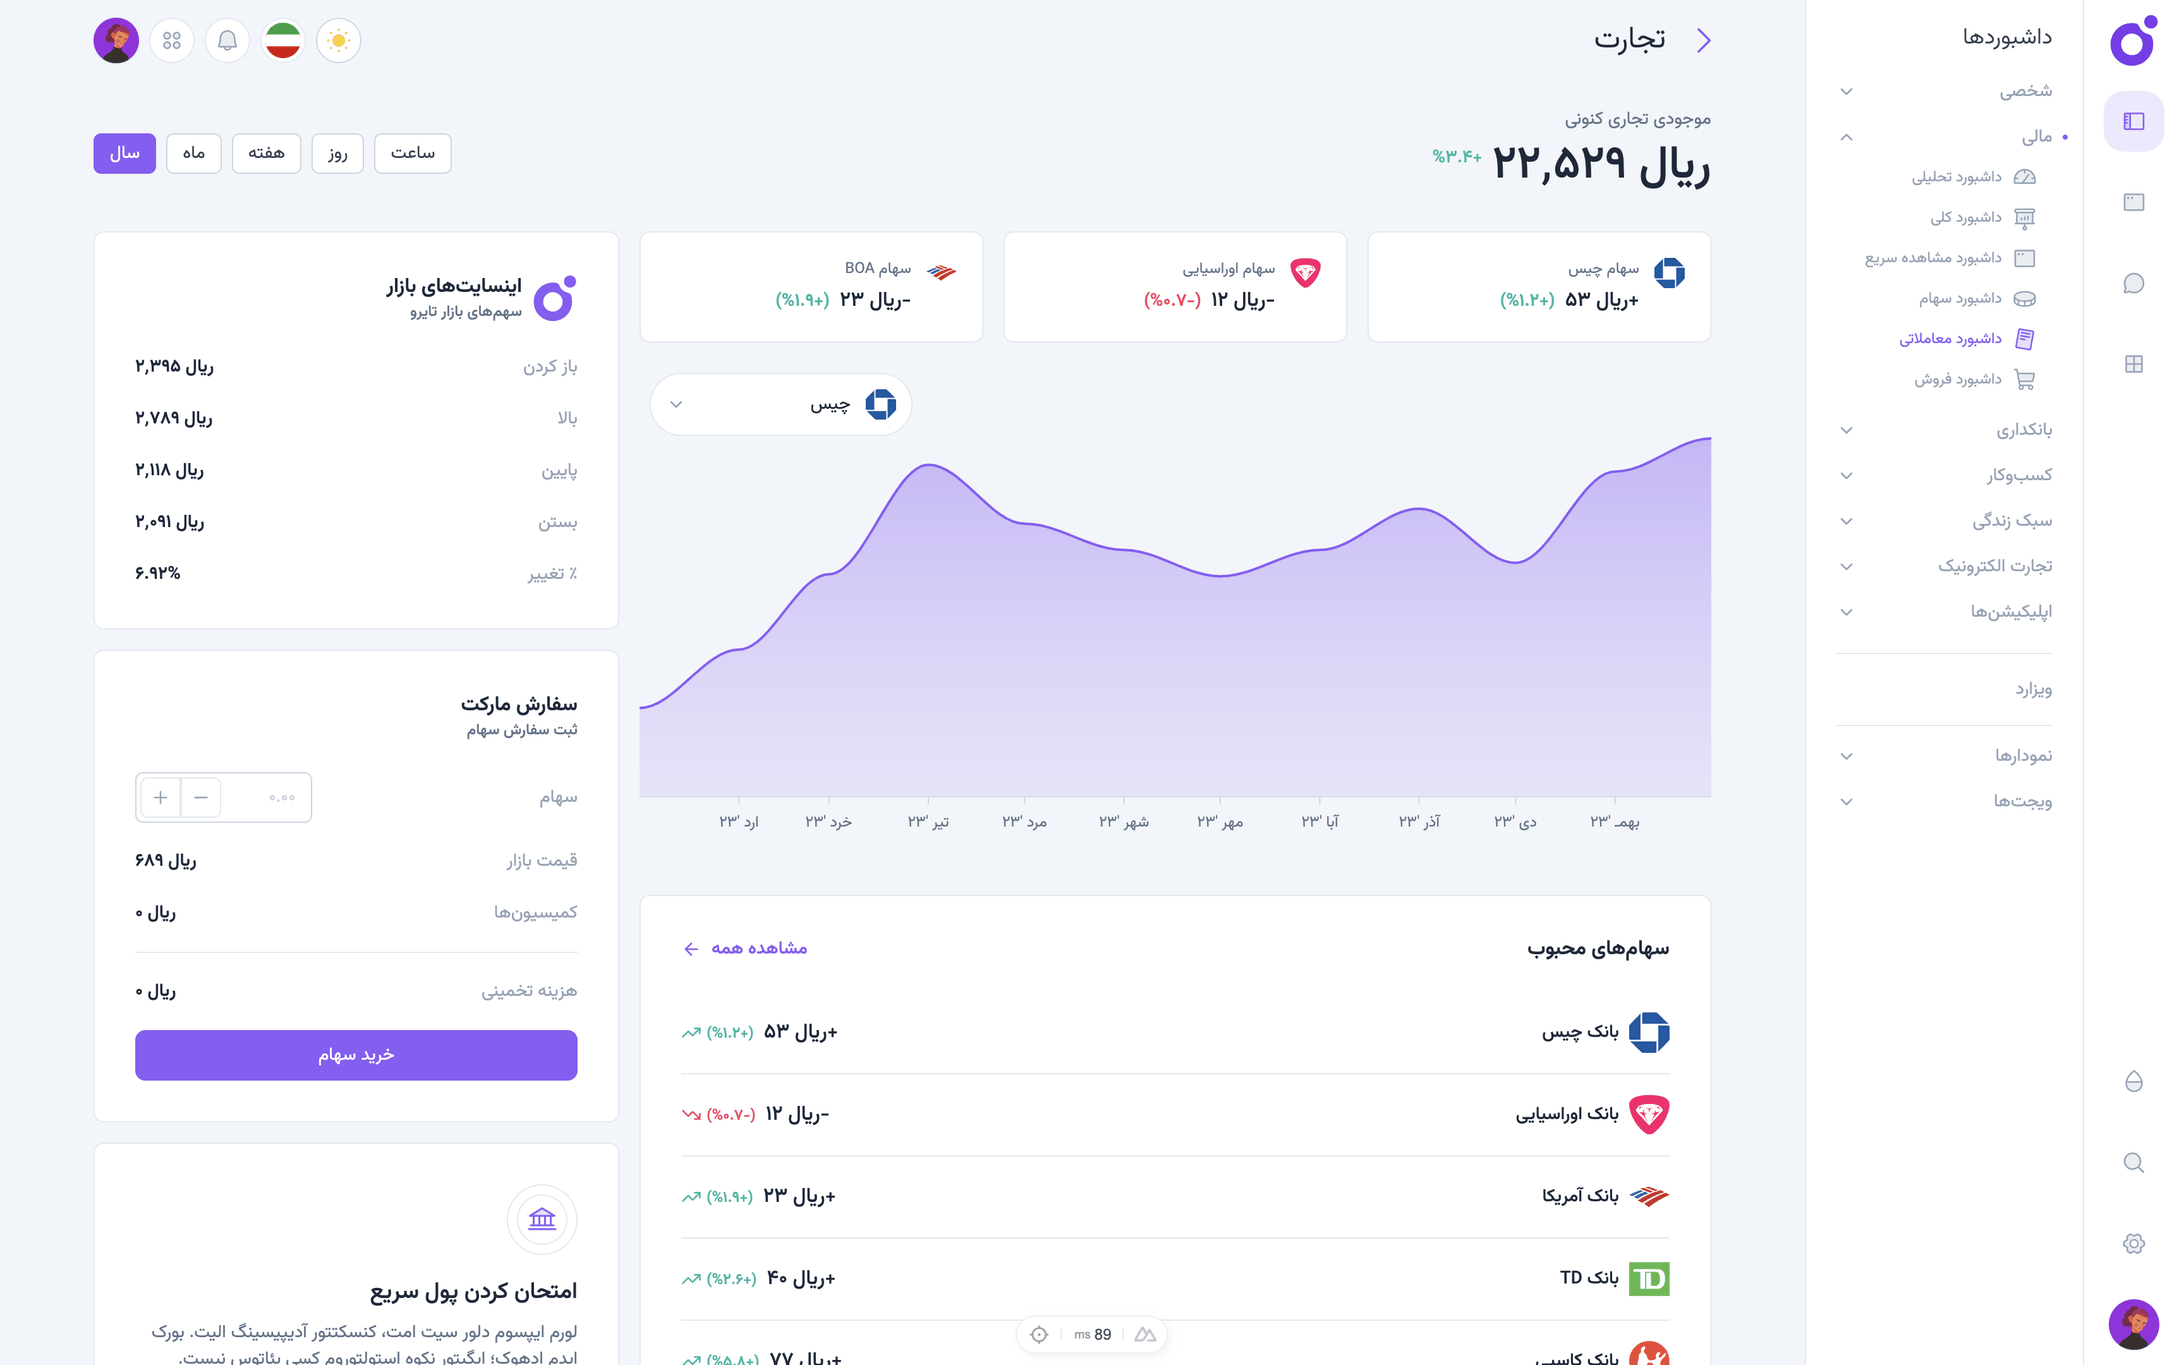 داشبوردها
شخصی
مالی
داشبورد تحلیلی
داشبورد کلی
داشبورد مشاهده سریع
داشبورد سهام
داشبورد معاملاتی
داشبورد فروش
بانکداری
کسب‌وکار
سبک زندگی
تجارت الکترونیک
اپلیکیشن‌ها
ویزارد
نمودارها
ویجت‌ها
تجارت
موجودی تجاری کنونی
ریال ۲۲,۵۲۹ +۳.۴%
ساعت
روز
هفته
ماه
سال
سهام چیس
+ریال ۵۳ (+۱.۲%)
سهام اوراسیایی
-ریال ۱۲ (-۰.۷%)
سهام BOA
-ریال ۲۳ (+۱.۹%)
چیس
بهمـ '۲۳
دی '۲۳
آذر '۲۳
آبا '۲۳
مهر '۲۳
شهر '۲۳
مرد '۲۳
تیر '۲۳
خرد '۲۳
ارد '۲۳
سهام‌های محبوب
مشاهده همه
بانک چیس
+ریال ۵۳ (+۱.۲%)
بانک اوراسیایی
-ریال ۱۲ (-۰.۷%)
بانک آمریکا
+ریال ۲۳ (+۱.۹%)
بانک TD
TD
+ریال ۴۰ (+۲.۶%)
بانک کاسبی
+ریال ۷۷ (+۵.۸%)
اینسایت‌های بازار
سهم‌های بازار تایرو
باز کردن
ریال ۲,۳۹۵
بالا
ریال ۲,۷۸۹
پایین
ریال ۲,۱۱۸
بستن
ریال ۲,۰۹۱
٪ تغییر
۶.۹۲%
سفارش مارکت
ثبت سفارش سهام
سهام
۰.۰۰
قیمت بازار
ریال ۶۸۹
کمیسیون‌ها
ریال ۰
هزینه تخمینی
ریال ۰
خرید سهام
امتحان کردن پول سریع
لورم ایپسوم دلور سیت امت، کنسکتتور آدیپیسینگ الیت. بورک
ایدم ادهوک؛ ایگیتور نکوه استولتوروم کسی بئاتوس نیست.
89 ms